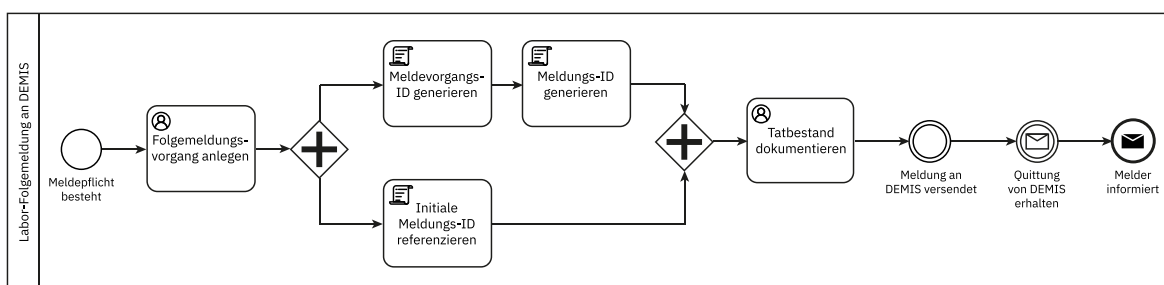 Labor-Folgemeldung an DEMIS
Meldepflicht
besteht
Folgemeldungs-
vorgang anlegen
Meldevorgangs-
ID generieren
Meldungs-ID
generieren
Initiale
Meldungs-ID
referenzieren
Tatbestand
dokumentieren
Meldung an
DEMIS versendet
Quittung
von DEMIS
erhalten
Melder
informiert